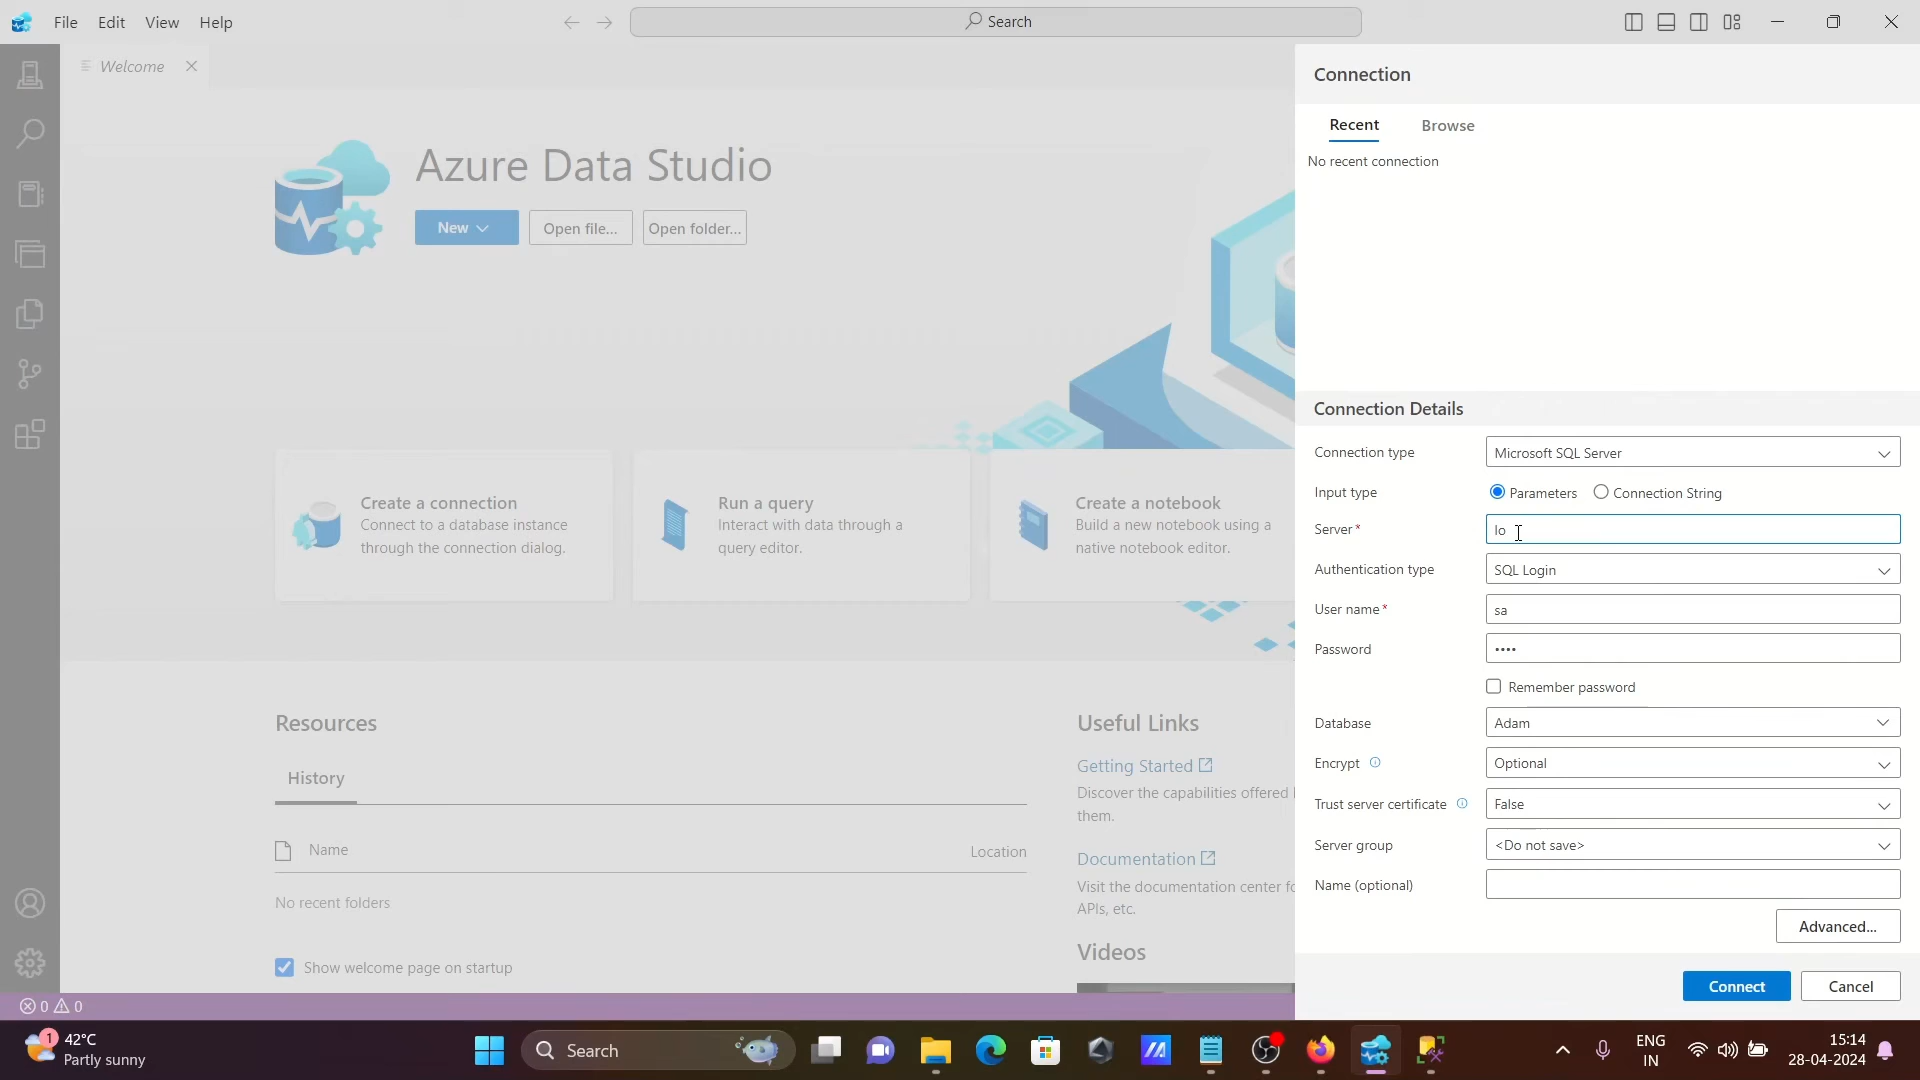 File Edit View Help
Search
Welcome
Azure Data Studio
New
Open file...
Open folder...
Create a connection
Connect to a database instance
through the connection dialog.
Run a query
Interact with data through a
query editor.
Create a notebook
Build a new notebook using a
native notebook editor.
Resources
History
Name
Location
No recent folders
Show welcome page on startup
Useful Links
Getting Started
Discover the capabilities offered
them.
Documentation
Visit the documentation center
APIs, etc.
Videos
0 0
Connection
Recent
Browse
No recent connection
Connection Details
Connection type
Microsoft SQL Server
Input type
Parameters
Connection String
Server*
lo
Authentication type
SQL Login
User name*
sa
Password
••••
Remember password
Database
Adam
Encrypt
Optional
Trust server certificate
False
Server group
<Do not save>
Name (optional)
Advanced...
Connect
Cancel
1
42°C
Partly sunny
Search
ENG
IN
15:14
28-04-2024